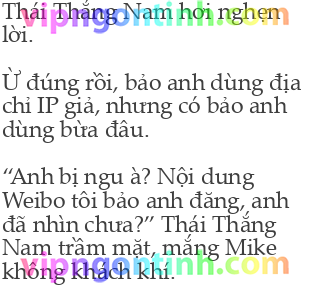 Thái Thắng Nam hơi nghẹn
lời.
Ừ đúng rồi, bảo anh dùng địa
chỉ IP giả, nhưng có bảo anh
dùng bừa đâu.
“Anh bị ngu à? Nội dung
Weibo tôi bảo anh đăng, anh
đã nhìn chưa?” Thái Thắng
Nam trầm mặt, mắng Mike
không khách khí.
vipngontinh.com
vipngontinh.com